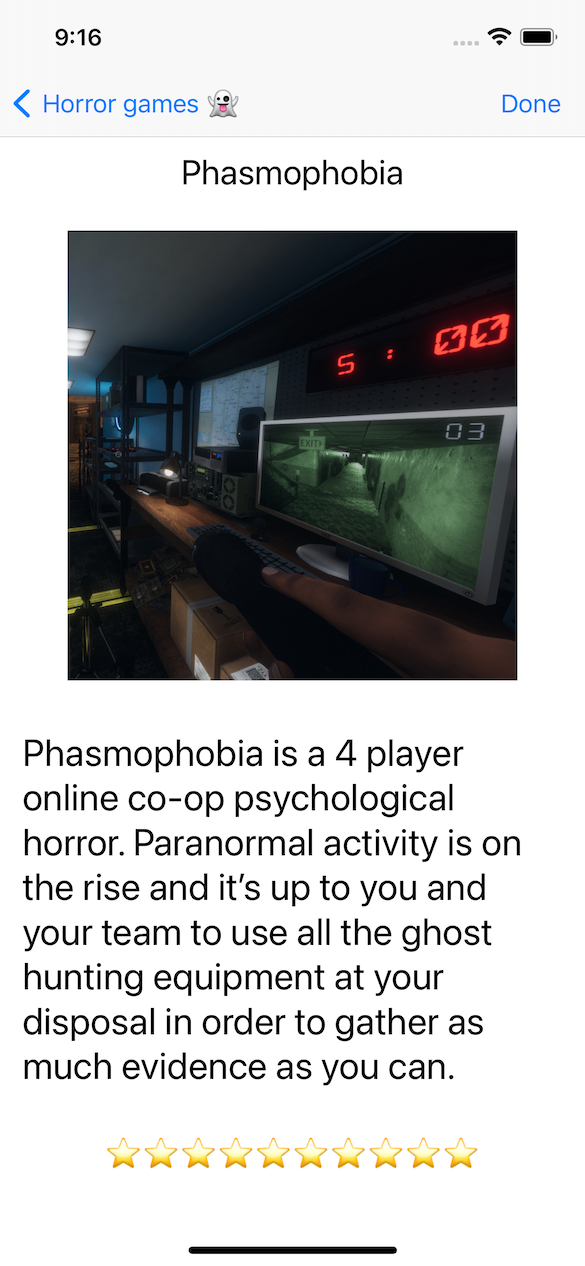 9:16
Horror games 👻
Done
Phasmophobia
5 : 00
03
EXIT
Phasmophobia is a 4 player
online co-op psychological
horror. Paranormal activity is on
the rise and it’s up to you and
your team to use all the ghost
hunting equipment at your
disposal in order to gather as
much evidence as you can.
⭐⭐⭐⭐⭐⭐⭐⭐⭐⭐